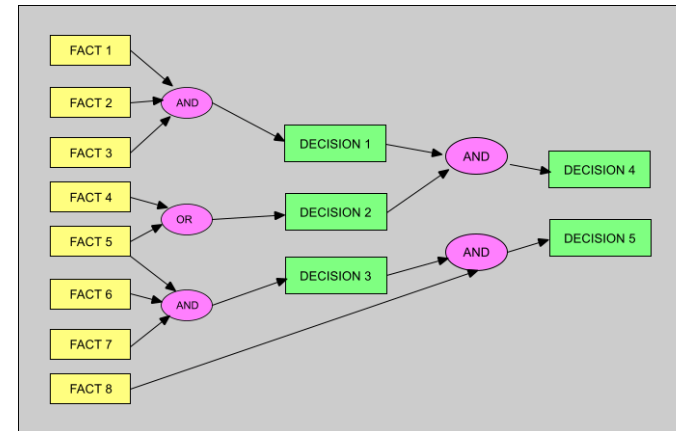 FACT 1
FACT 2
AND
FACT 3
DECISION 1
AND
DECISION 4
FACT 4
OR
DECISION 2
FACT 5
DECISION 5
AND
DECISION 3
FACT 6
AND
FACT 7
FACT 8